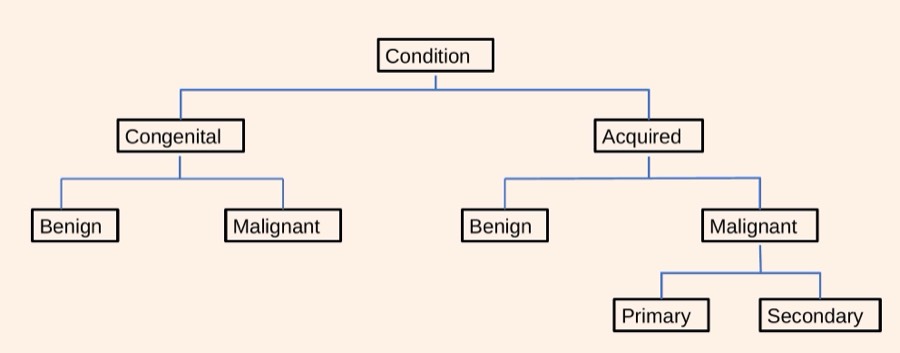 Condition
Congenital
Acquired
Benign
Malignant
Benign
Malignant
Primary
Secondary